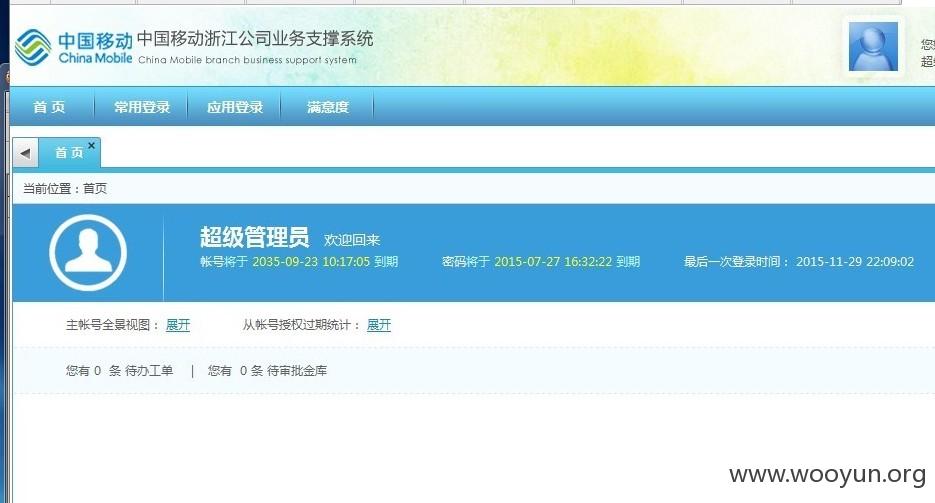 中国移动 中国移动浙江公司业务支撑系统
China Mobile China Mobile branch business support system
您
超级
首 页 常用登录 应用登录 满意度
首 页
当前位置：首页
超级管理员 欢迎回来
帐号将于 2035-09-23 10:17:05 到期 密码将于 2015-07-27 16:32:22 到期 最后一次登录时间： 2015-11-29 22:09:02
主帐号全景视图： 展开 从帐号授权过期统计： 展开
您有 0 条 待办工单 | 您有 0 条 待审批金库
www.wooyun.org